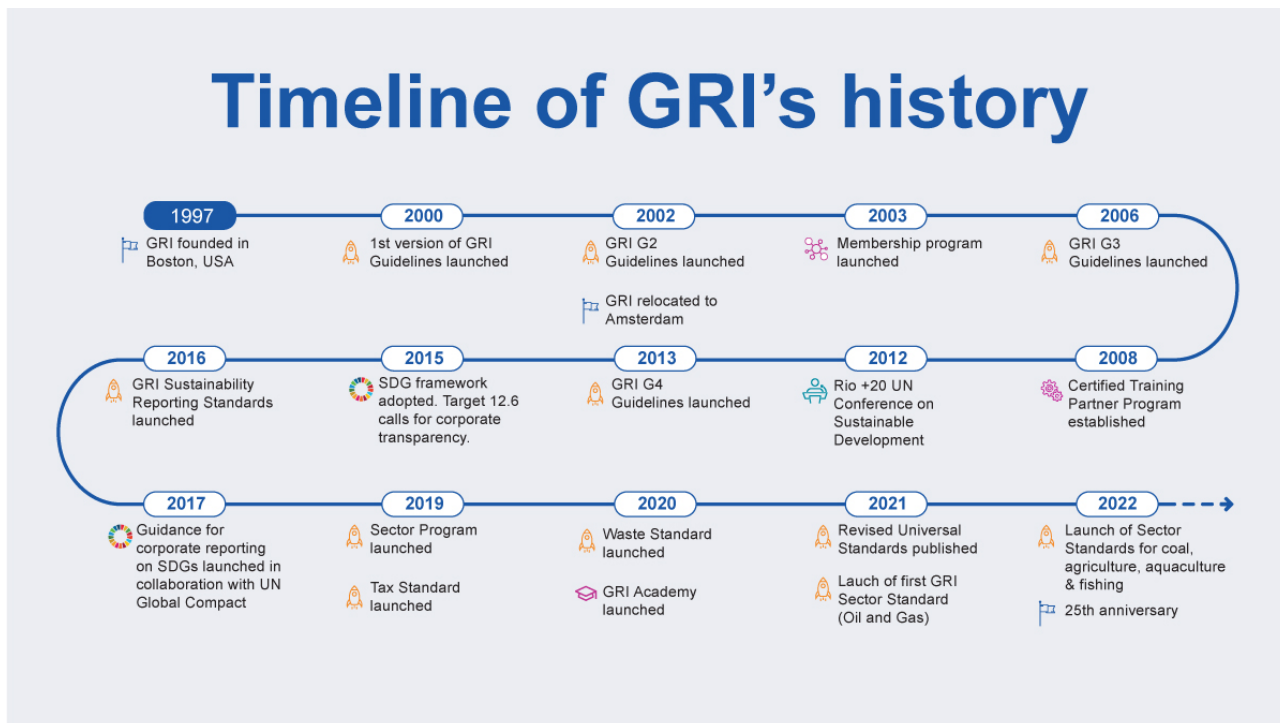 Timeline of GRI's history
1997
GRI founded in
Boston, USA
2000
1st version of GRI
Guidelines launched
2002
GRI G2
Guidelines launched
GRI relocated to
Amsterdam
2003
Membership program
launched
2006
GRI G3
Guidelines launched
2016
GRI Sustainability
Reporting Standards
launched
2015
SDG framework
adopted. Target 12.6
calls for corporate
transparency.
2013
GRI G4
Guidelines launched
2012
Rio +20 UN
Conference on
Sustainable
Development
2008
Certified Training
Partner Program
established
2017
Guidance for
corporate reporting
on SDGs launched in
collaboration with UN
Global Compact
2019
Sector Program
launched
Tax Standard
launched
2020
Waste Standard
launched
GRI Academy
launched
2021
Revised Universal
Standards published
Lauch of first GRI
Sector Standard
(Oil and Gas)
2022
Launch of Sector
Standards for coal,
agriculture, aquaculture
& fishing
25th anniversary